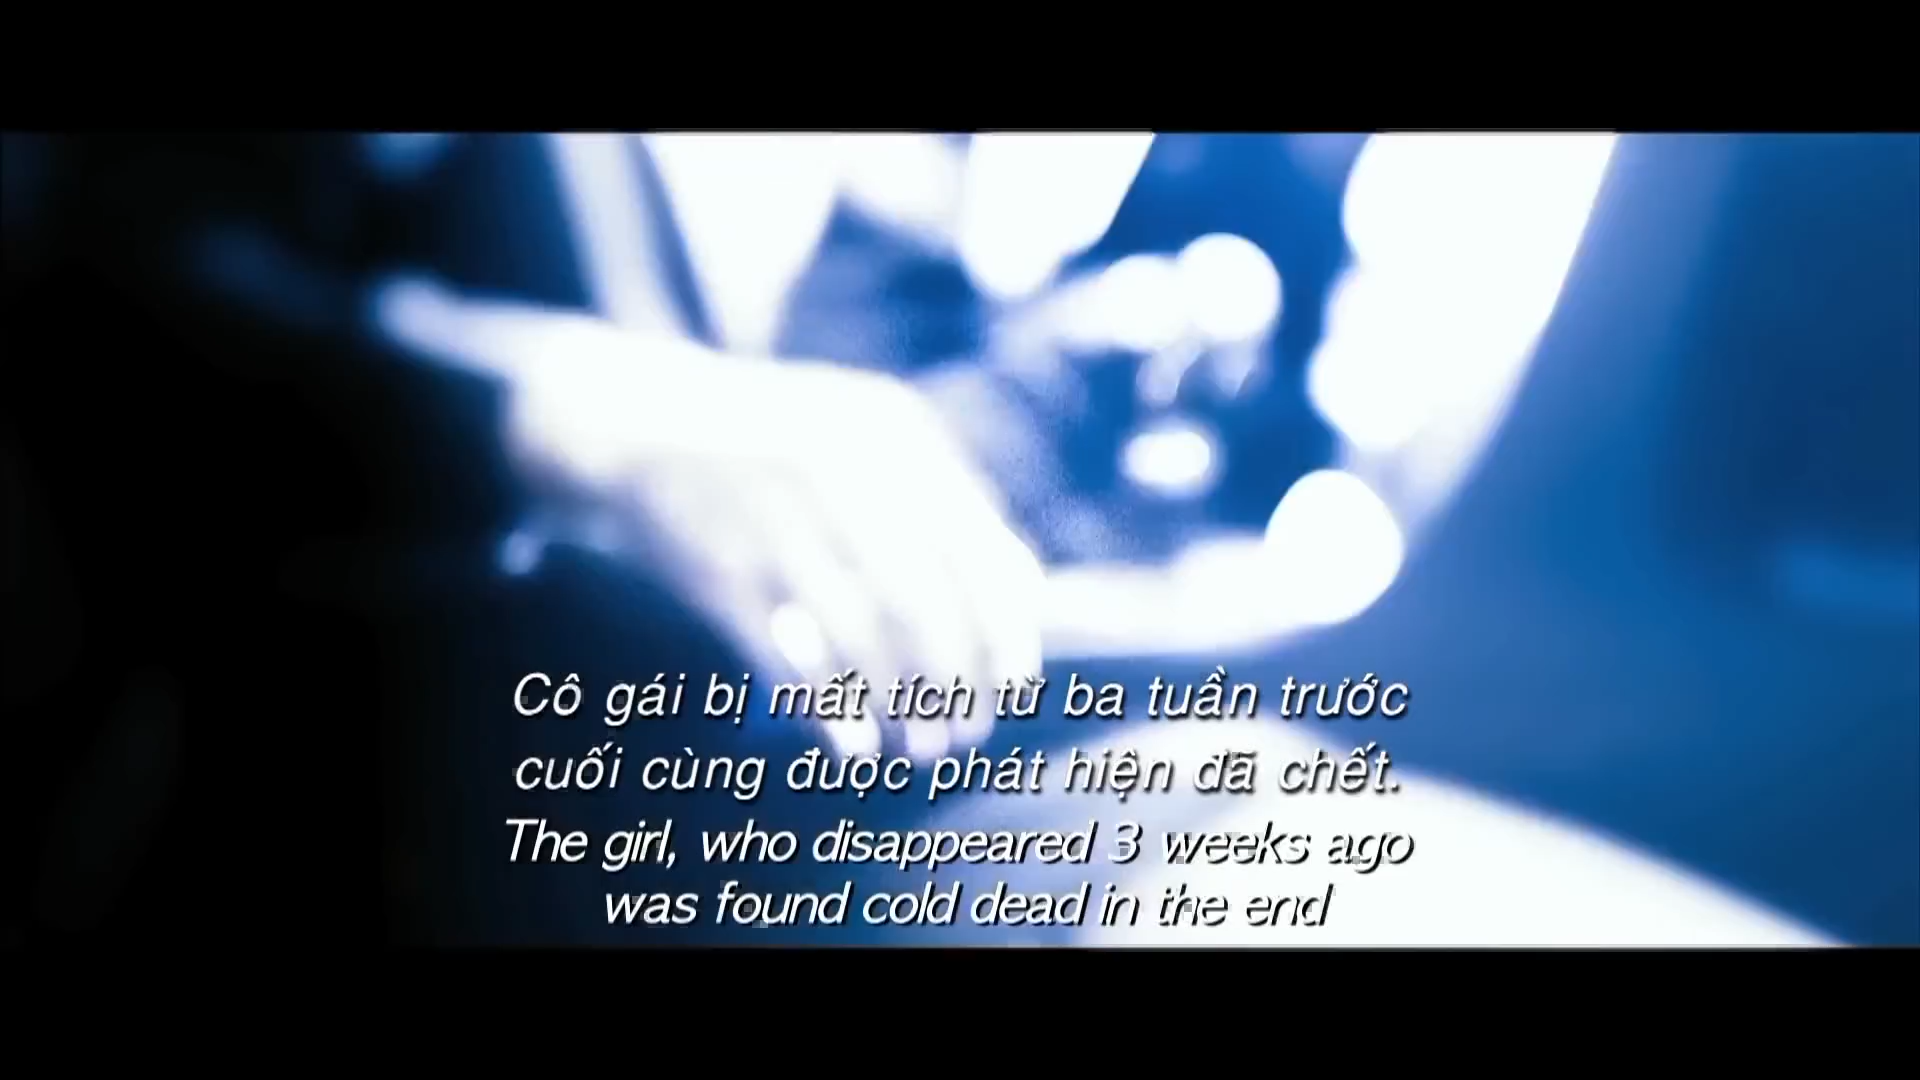 Cô gái bị mất tích từ ba tuần trước
cuối cùng được phát hiện đã chết.
The girl, who disappeared 3 weeks ago
was found cold dead in the end